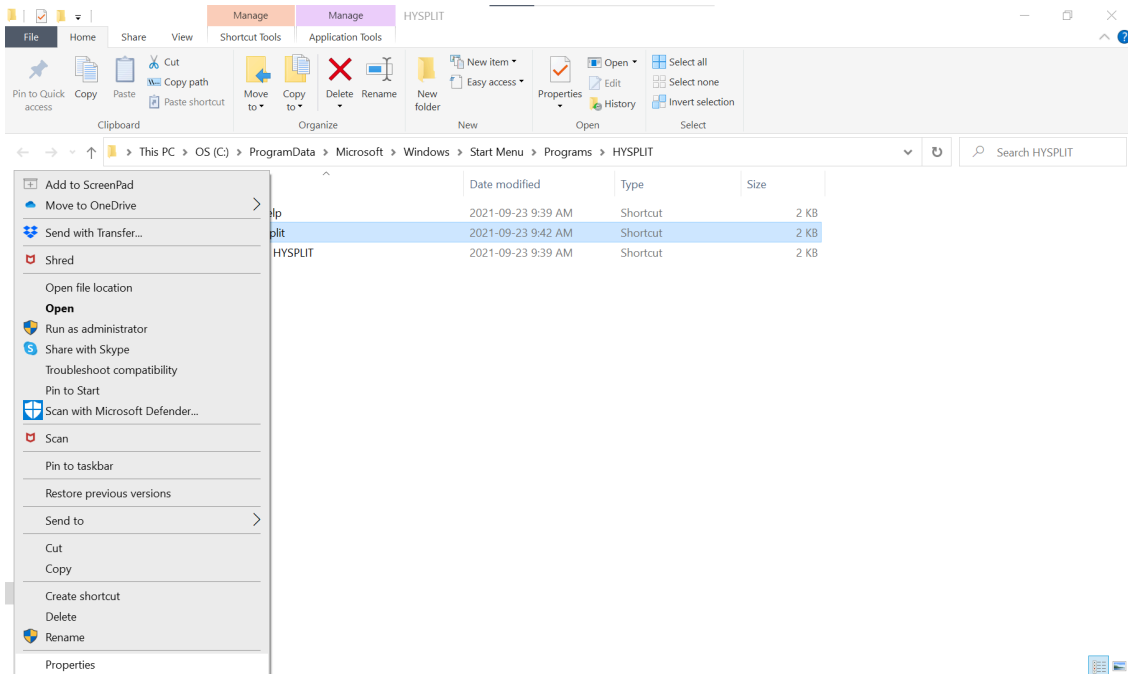 Manage Manage HYSPLIT
File Home Share View Shortcut Tools Application Tools
Pin to Quick access
Copy
Paste
Cut
Copy path
Paste shortcut
Clipboard
Move to
Copy to
Delete
Rename
Organize
New folder
New item
Easy access
New
Properties
Open
Edit
History
Open
Select all
Select none
Invert selection
Select
This PC > OS (C:) > ProgramData > Microsoft > Windows > Start Menu > Programs > HYSPLIT
Search HYSPLIT
Date modified Type Size
elp 2021-09-23 9:39 AM Shortcut 2 KB
plit 2021-09-23 9:42 AM Shortcut 2 KB
HYSPLIT 2021-09-23 9:39 AM Shortcut 2 KB
Add to ScreenPad
Move to OneDrive
Send with Transfer...
Shred
Open file location
Open
Run as administrator
Share with Skype
Troubleshoot compatibility
Pin to Start
Scan with Microsoft Defender...
Scan
Pin to taskbar
Restore previous versions
Send to
Cut
Copy
Create shortcut
Delete
Rename
Properties